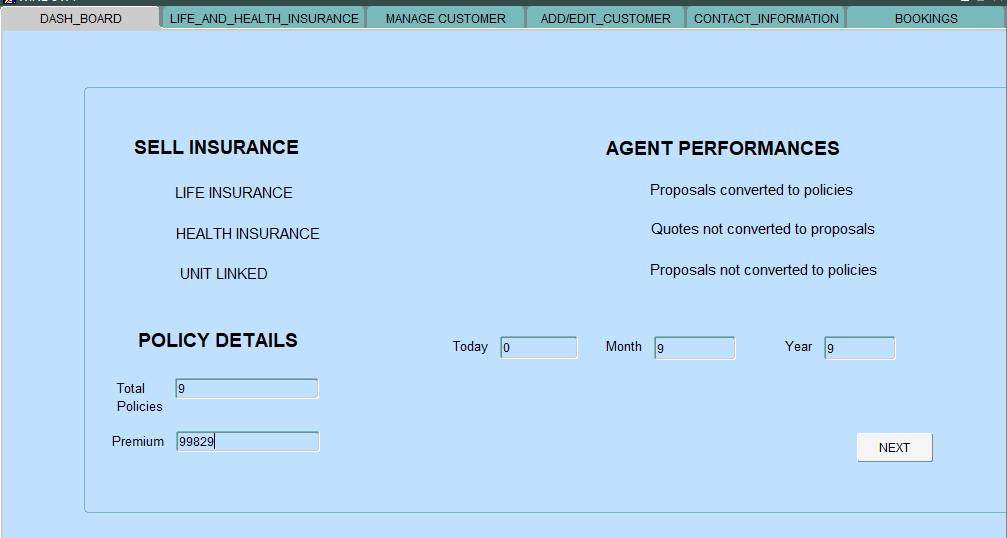 DASH_BOARD LIFE_AND_HEALTH_INSURANCE MANAGE CUSTOMER ADD/EDIT_CUSTOMER CONTACT_INFORMATION BOOKINGS
SELL INSURANCE
LIFE INSURANCE
HEALTH INSURANCE
UNIT LINKED
AGENT PERFORMANCES
Proposals converted to policies
Quotes not converted to proposals
Proposals not converted to policies
POLICY DETAILS
Today 0 Month 9 Year 9
Total 9
Policies
Premium 99829
NEXT